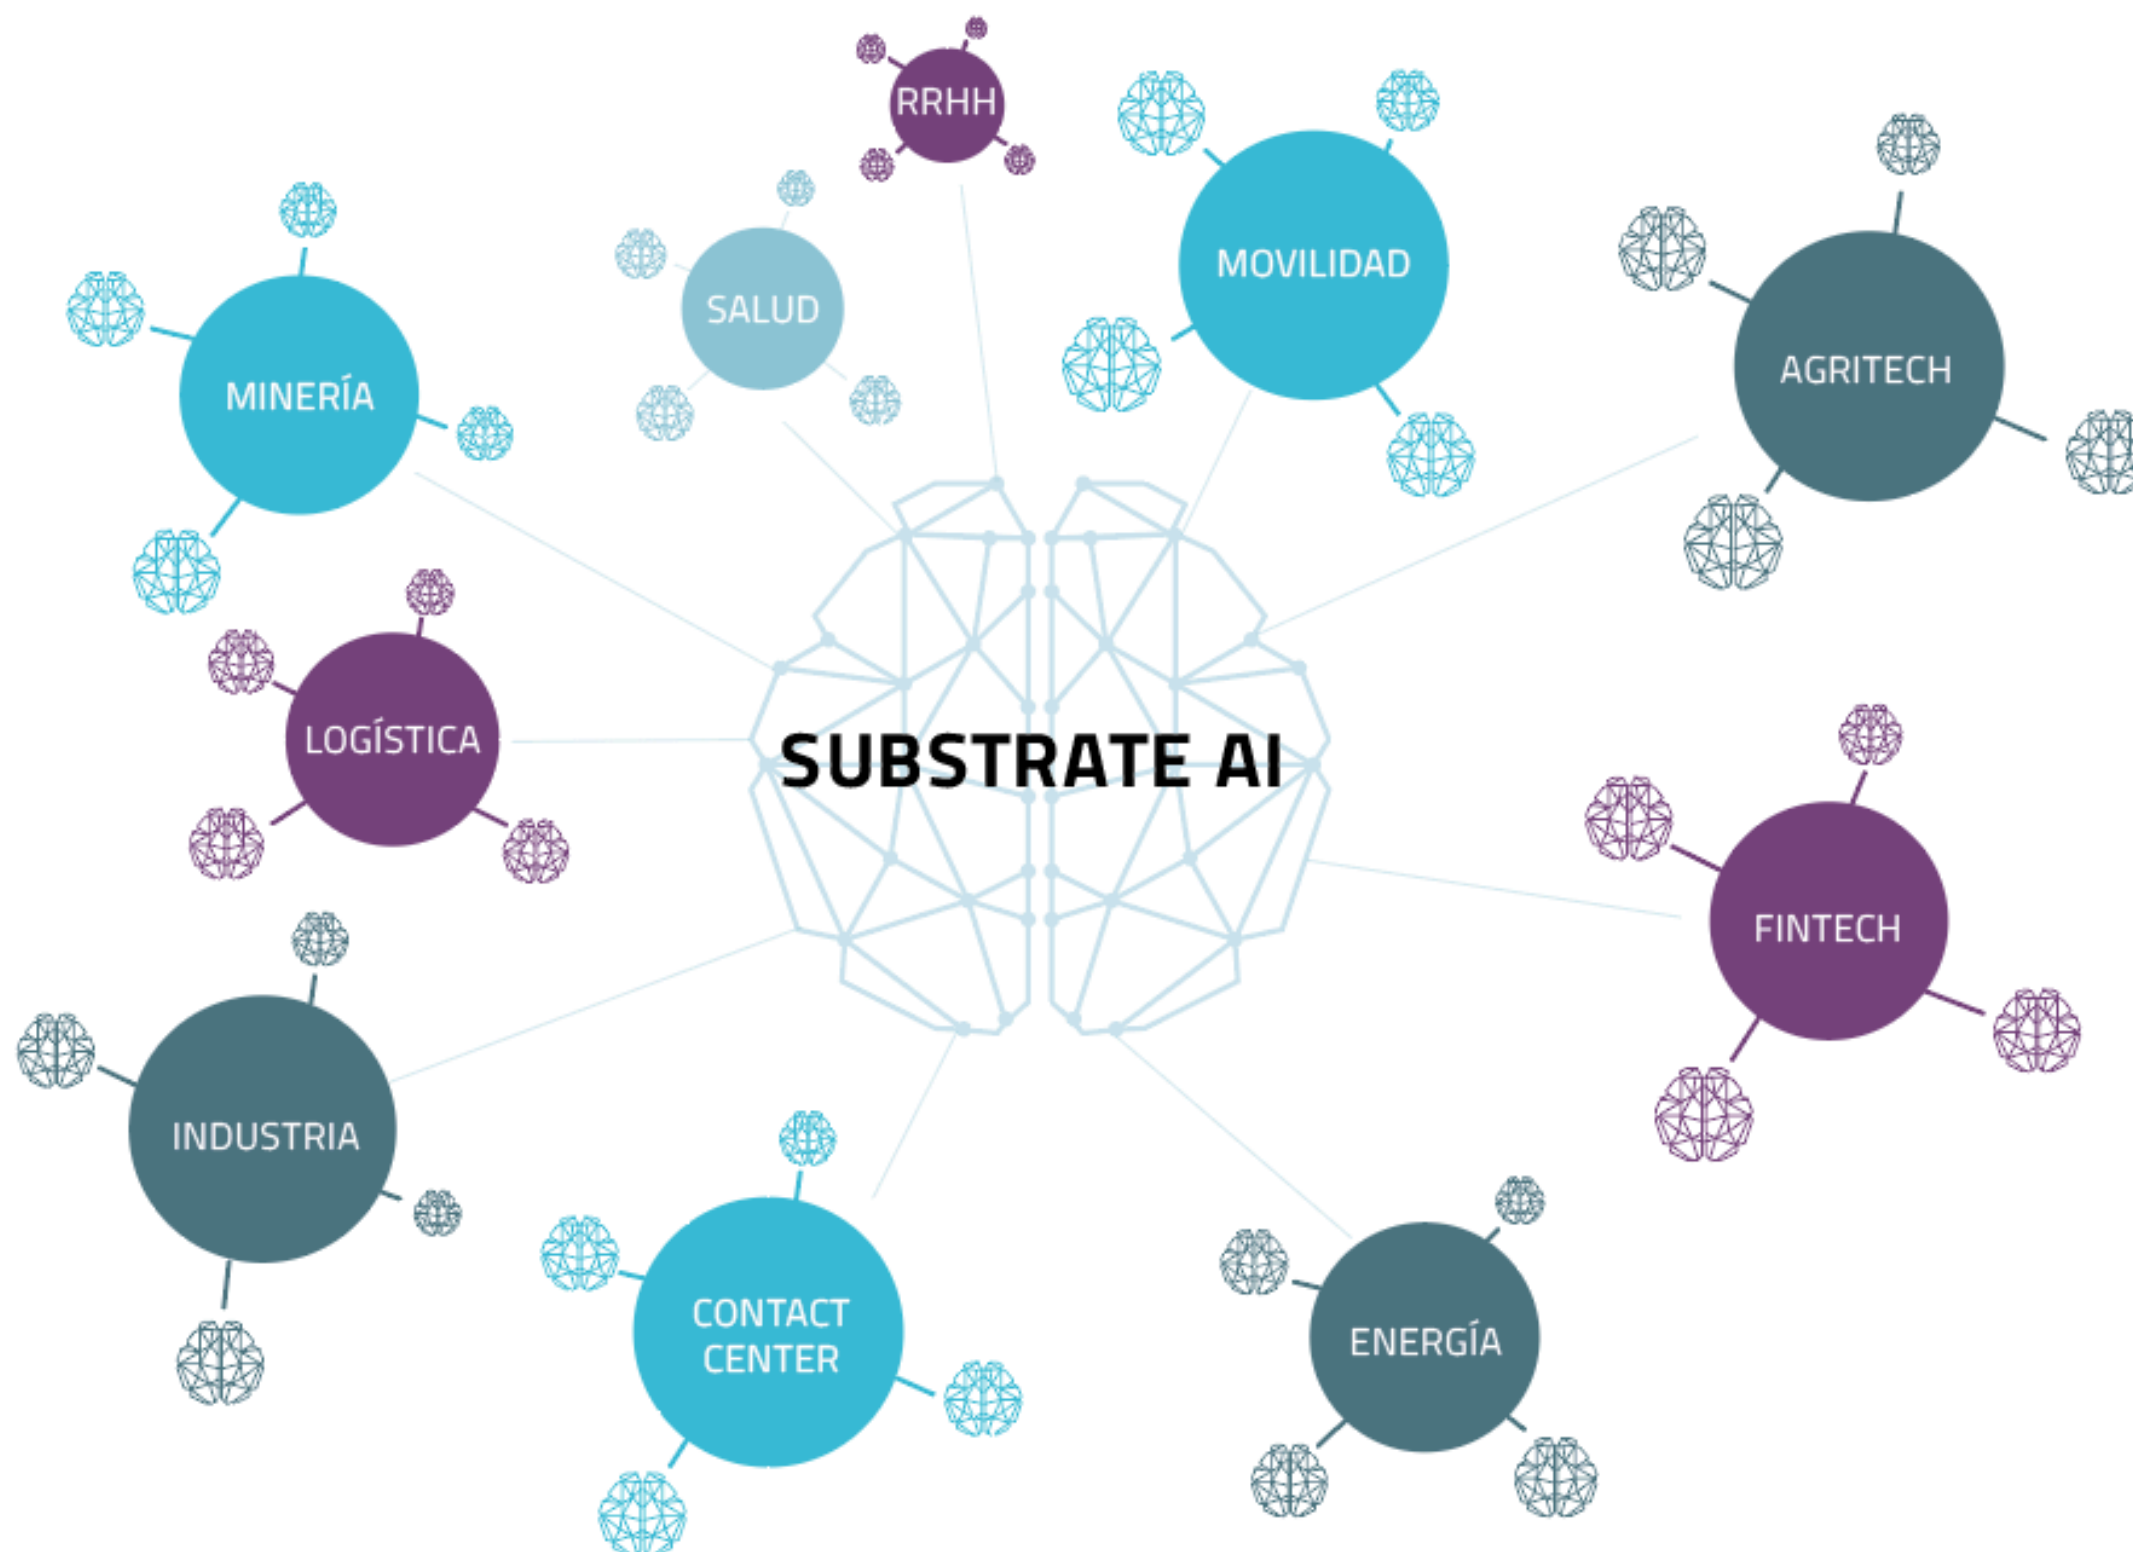 RRHH
MOVILIDAD
SALUD
AGRITECH
MINERÍA
LOGÍSTICA
SUBSTRATE AI
FINTECH
INDUSTRIA
CONTACT
CENTER
ENERGÍA